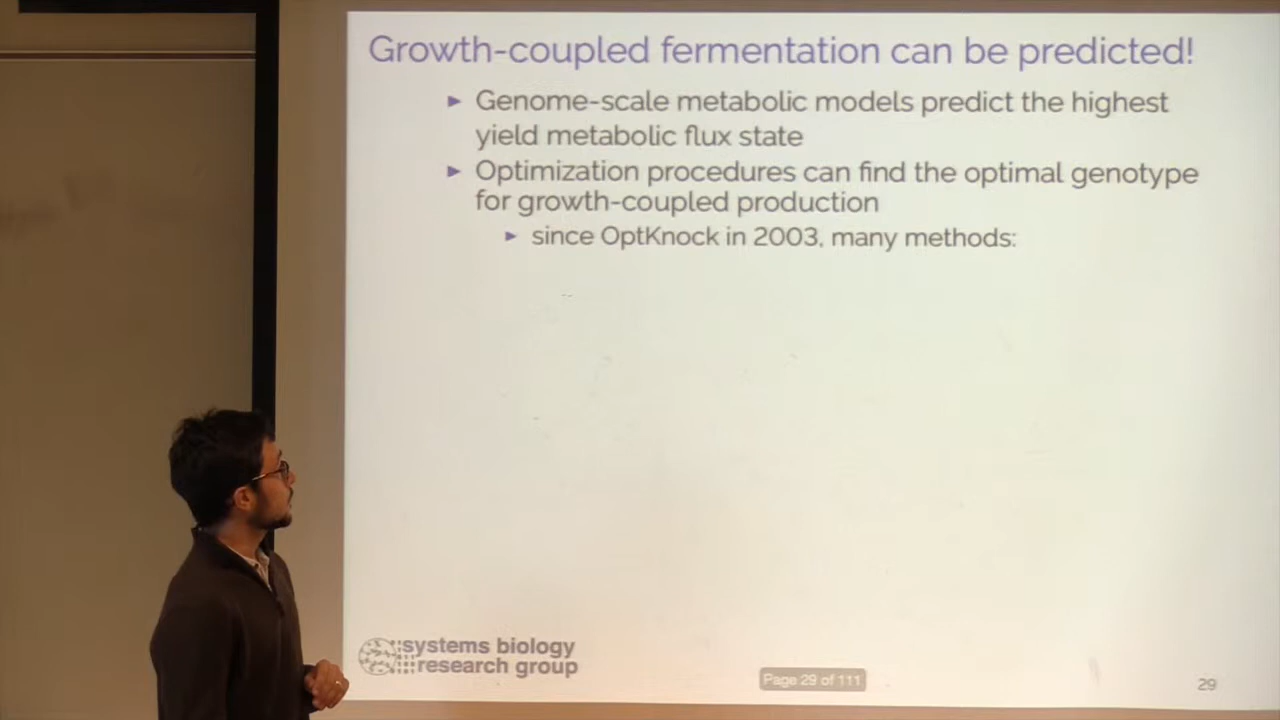 Growth-coupled fermentation can be predicted!
Genome-scale metabolic models predict the highest
yield metabolic flux state
Optimization procedures can find the optimal genotype
for growth-coupled production
since OptKnock in 2003, many methods:
systems biology
research group
Page 29 of 111
29